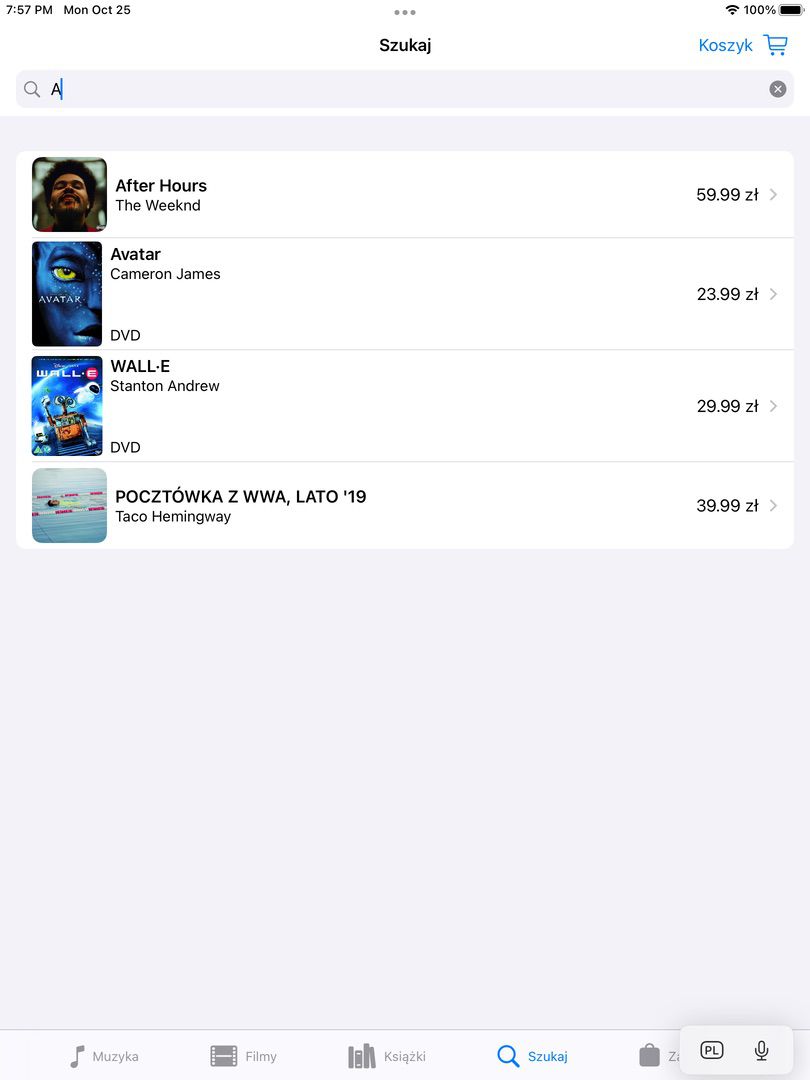 7:57 PM Mon Oct 25
100%
Szukaj
Koszyk
A
After Hours
The Weeknd
59.99 zł
AVATAR
Avatar
Cameron James
DVD
23.99 zł
WALL·E
WALL·E
Stanton Andrew
DVD
29.99 zł
POCZTÓWKA Z WWA, LATO '19
Taco Hemingway
39.99 zł
Muzyka
Filmy
Książki
Szukaj
PL